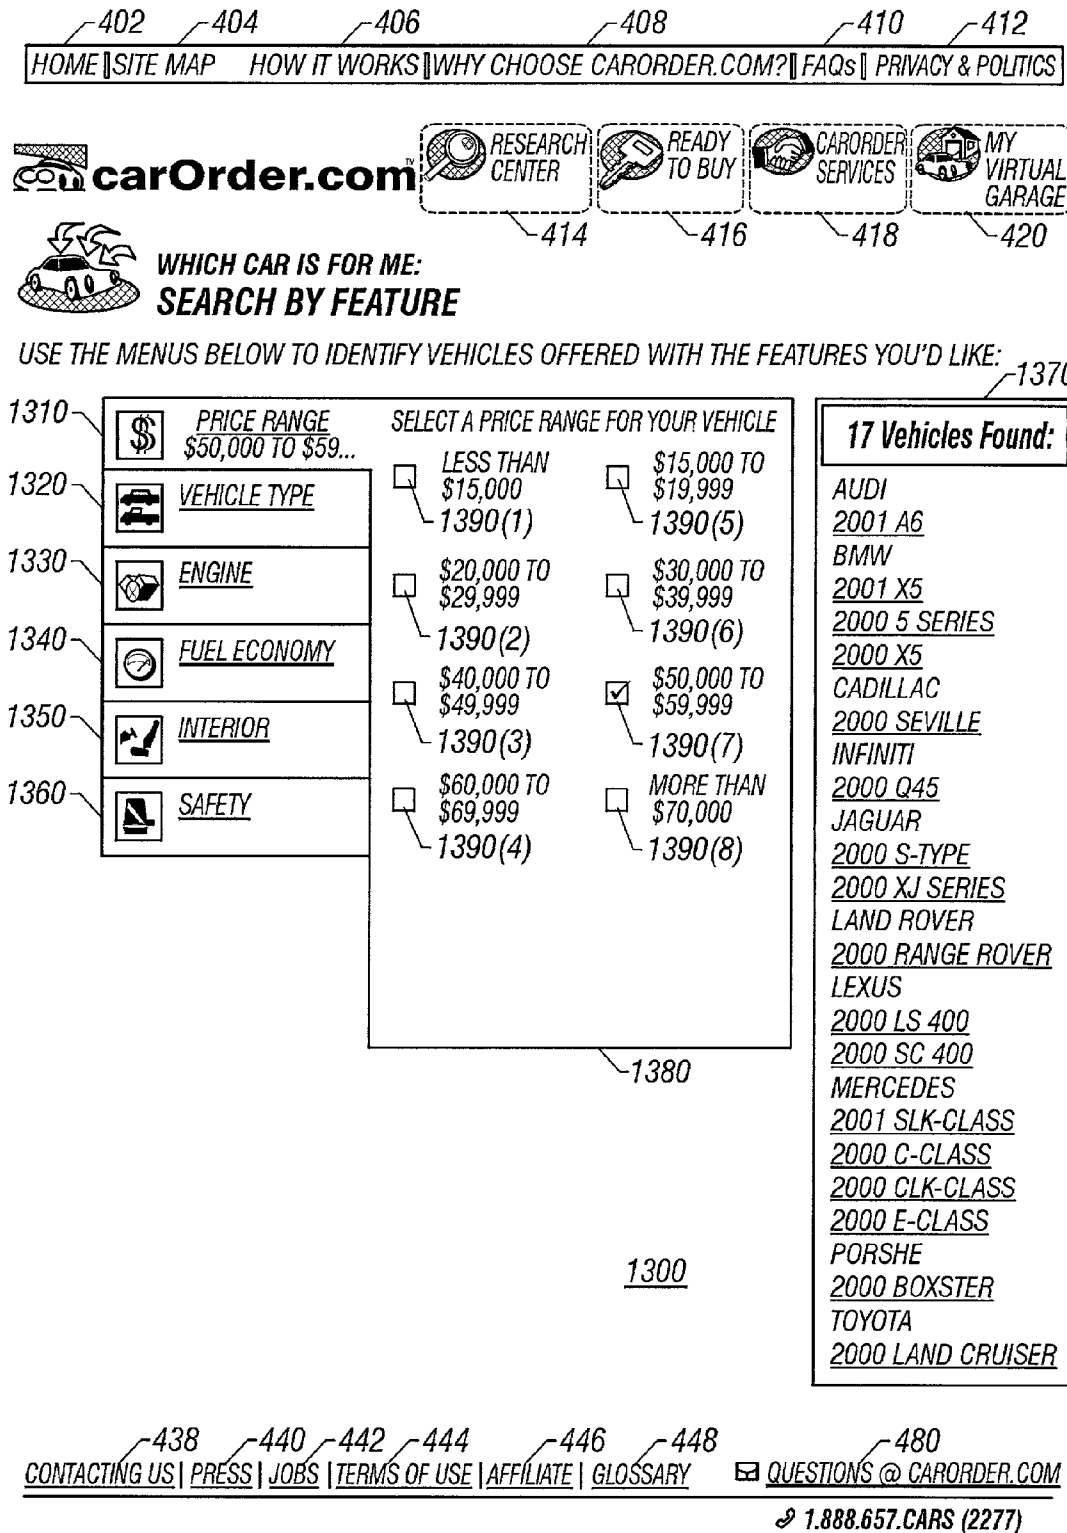 402 404 406 408 410 412
HOME SITE MAP HOW IT WORKS WHY CHOOSE CARORDER.COM? FAQs PRIVACY & POLITICS
carOrder.com™
RESEARCH CENTER
READY TO BUY
CARORDER SERVICES
MY VIRTUAL GARAGE
414 416 418 420
WHICH CAR IS FOR ME:
SEARCH BY FEATURE
USE THE MENUS BELOW TO IDENTIFY VEHICLES OFFERED WITH THE FEATURES YOU'D LIKE:
1310
$
PRICE RANGE
$50,000 TO $59...
1320
VEHICLE TYPE
1330
ENGINE
1340
FUEL ECONOMY
1350
INTERIOR
1360
SAFETY
SELECT A PRICE RANGE FOR YOUR VEHICLE
LESS THAN
$15,000
1390(1)
$15,000 TO
$19,999
1390(5)
$20,000 TO
$29,999
1390(2)
$30,000 TO
$39,999
1390(6)
$40,000 TO
$49,999
1390(3)
$50,000 TO
$59,999
1390(7)
$60,000 TO
$69,999
1390(4)
MORE THAN
$70,000
1390(8)
1380
1370
17 Vehicles Found:
AUDI
2001 A6
BMW
2001 X5
2000 5 SERIES
2000 X5
CADILLAC
2000 SEVILLE
INFINITI
2000 Q45
JAGUAR
2000 S-TYPE
2000 XJ SERIES
LAND ROVER
2000 RANGE ROVER
LEXUS
2000 LS 400
2000 SC 400
MERCEDES
2001 SLK-CLASS
2000 C-CLASS
2000 CLK-CLASS
2000 E-CLASS
PORSHE
2000 BOXSTER
TOYOTA
2000 LAND CRUISER
1300
438 440 442 444 446 448 480
CONTACTING US | PRESS | JOBS | TERMS OF USE | AFFILIATE | GLOSSARY QUESTIONS @ CARORDER.COM
1.888.657.CARS (2277)